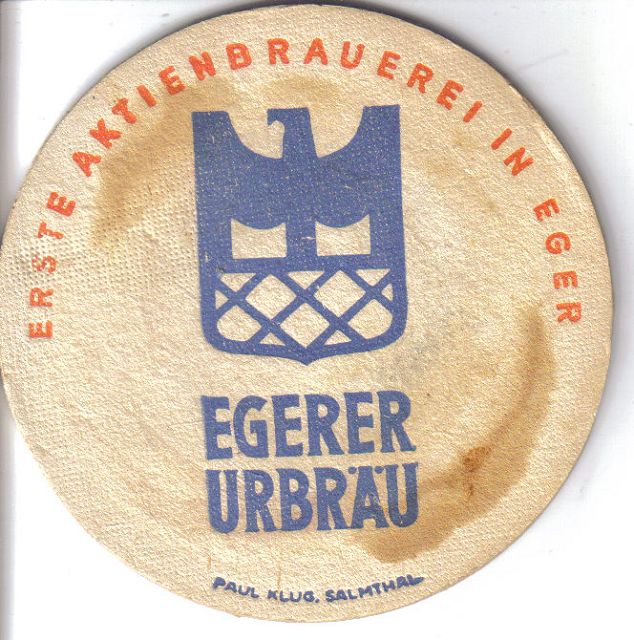 ERSTE AKTIENBRAUEREI IN EGER
EGERER
URBRÄU
PAUL KLUG, SALMTHAL